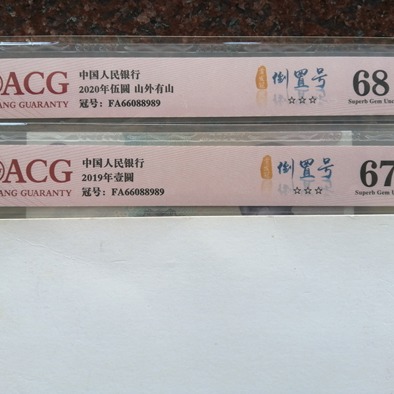 ACG
ANG GUARANTY
中国人民银行
2020年伍圆 山外有山
冠号: FA66088989
倒置号
☆☆☆
68
Superb Gem Unc
ACG
ANG GUARANTY
中国人民银行
2019年壹圆
冠号: FA66088989
倒置号
☆☆☆
67
Superb Gem U